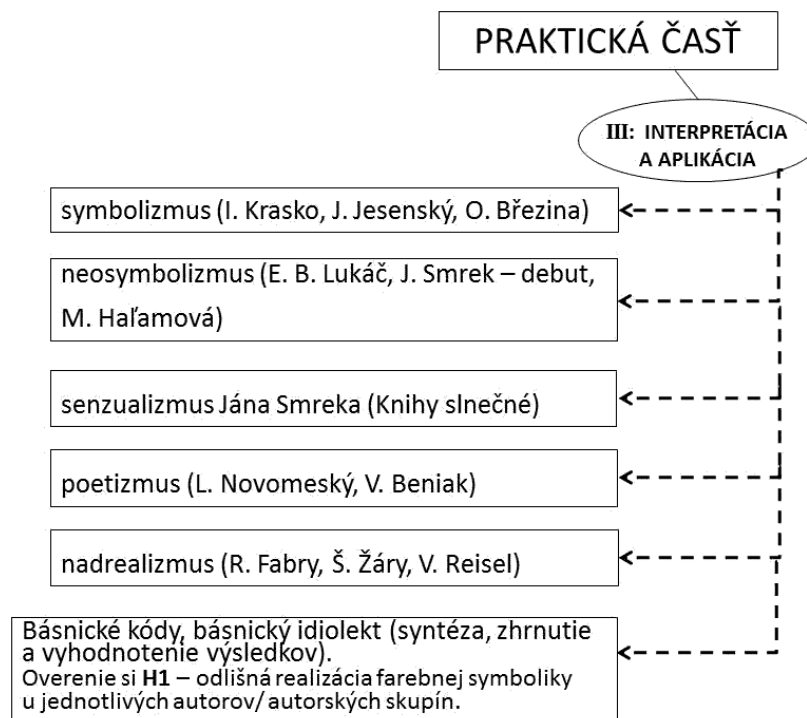 PRAKTICKÁ ČASŤ
III: INTERPRETÁCIA
A APLIKÁCIA
symbolizmus (I. Krasko, J. Jesenský, O. Březina)
neosymbolizmus (E. B. Lukáč, J. Smrek – debut,
M. Haľamová)
senzualizmus Jána Smreka (Knihy slnečné)
poetizmus (L. Novomeský, V. Beniak)
nadrealizmus (R. Fabry, Š. Žáry, V. Reisel)
Básnické kódy, básnický idiolekt (syntéza, zhrnutie
a vyhodnotenie výsledkov).
Overenie si H1 – odlišná realizácia farebnej symboliky
u jednotlivých autorov/ autorských skupín.